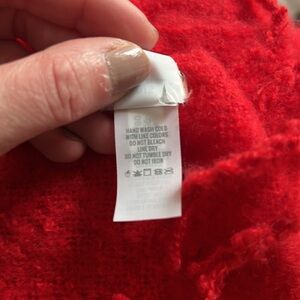 HAND WASH COLD
WITH LIKE COLORS
DO NOT BLEACH
LINE DRY
DO NOT TUMBLE DRY
DO NOT IRON